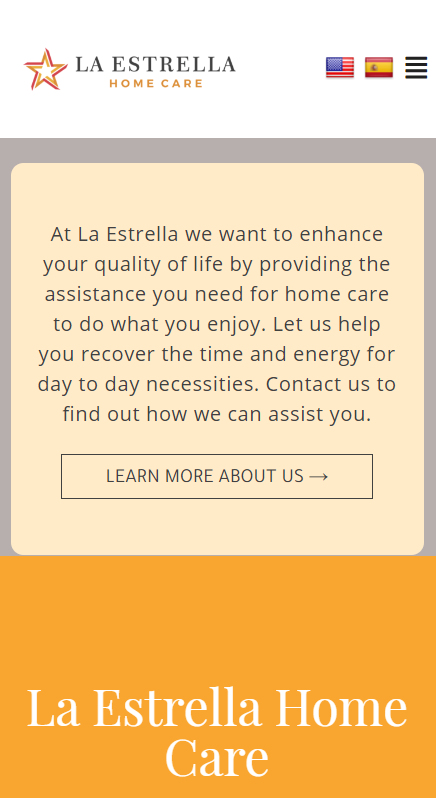 LA ESTRELLA
HOME CARE
At La Estrella we want to enhance
your quality of life by providing the
assistance you need for home care
to do what you enjoy. Let us help
you recover the time and energy for
day to day necessities. Contact us to
find out how we can assist you.
LEARN MORE ABOUT US →
La Estrella Home
Care